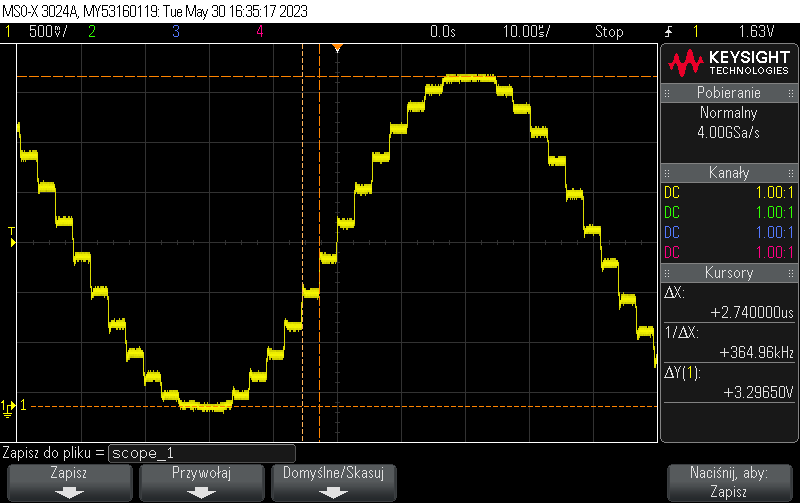 MSO-X 3024A, MY53160119: Tue May 30 16:35:17 2023
1 500mV/ 2 3 4 0.0s 10.00us/ Stop 1 1.63V
KEYSIGHT
TECHNOLOGIES
Pobieranie
Normalny
4.00GSa/s
Kanały
DC 1.00:1
DC 1.00:1
DC 1.00:1
DC 1.00:1
Kursory
ΔX:
+2.740000us
1/ΔX:
+364.96kHz
ΔY(1):
+3.29650V
T
1 1
Zapisz do pliku = scope_1
Zapisz
Przywołaj
Domyślne/Skasuj
Naciśnij, aby:
Zapisz